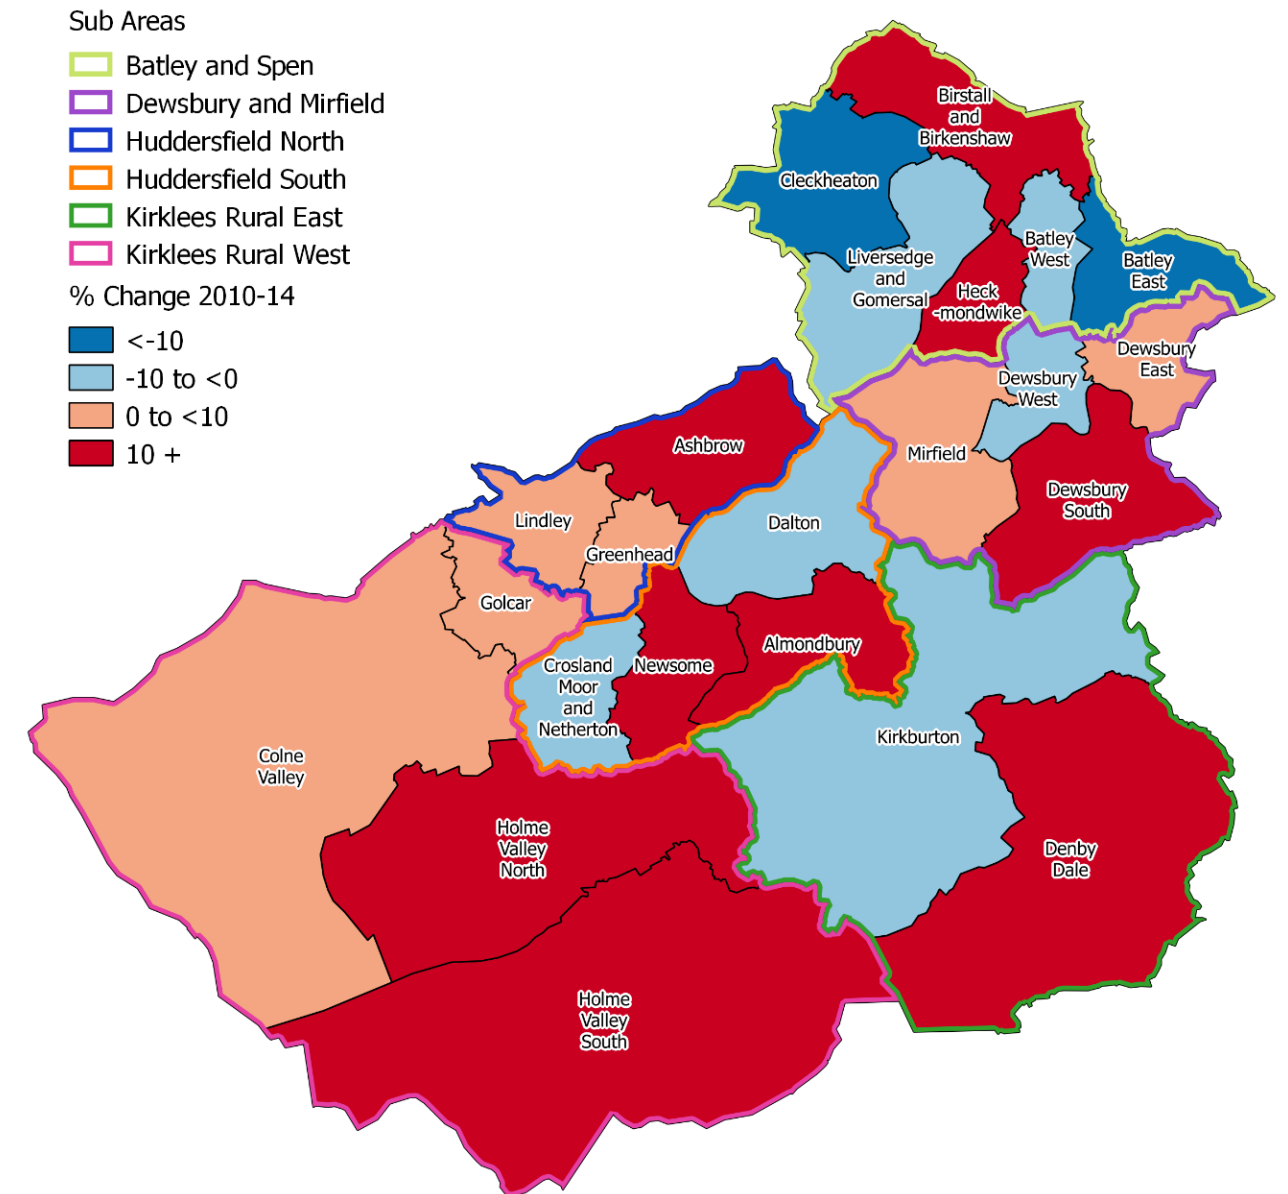 Sub Areas
Batley and Spen
Dewsbury and Mirfield
Huddersfield North
Huddersfield South
Kirklees Rural East
Kirklees Rural West
% Change 2010-14
<-10
-10 to <0
0 to <10
10 +
Birstall
and
Birkenshaw
Cleckheaton
Liversedge
and
Gomersal
Batley
West
Batley
East
Heck
-mondwike
Dewsbury
East
Dewsbury
West
Ashbrow
Mirfield
Dewsbury
South
Lindley
Dalton
Greenhead
Golcar
Almondbury
Crosland
Moor
and
Netherton
Newsome
Kirkburton
Colne
Valley
Holme
Valley
North
Denby
Dale
Holme
Valley
South